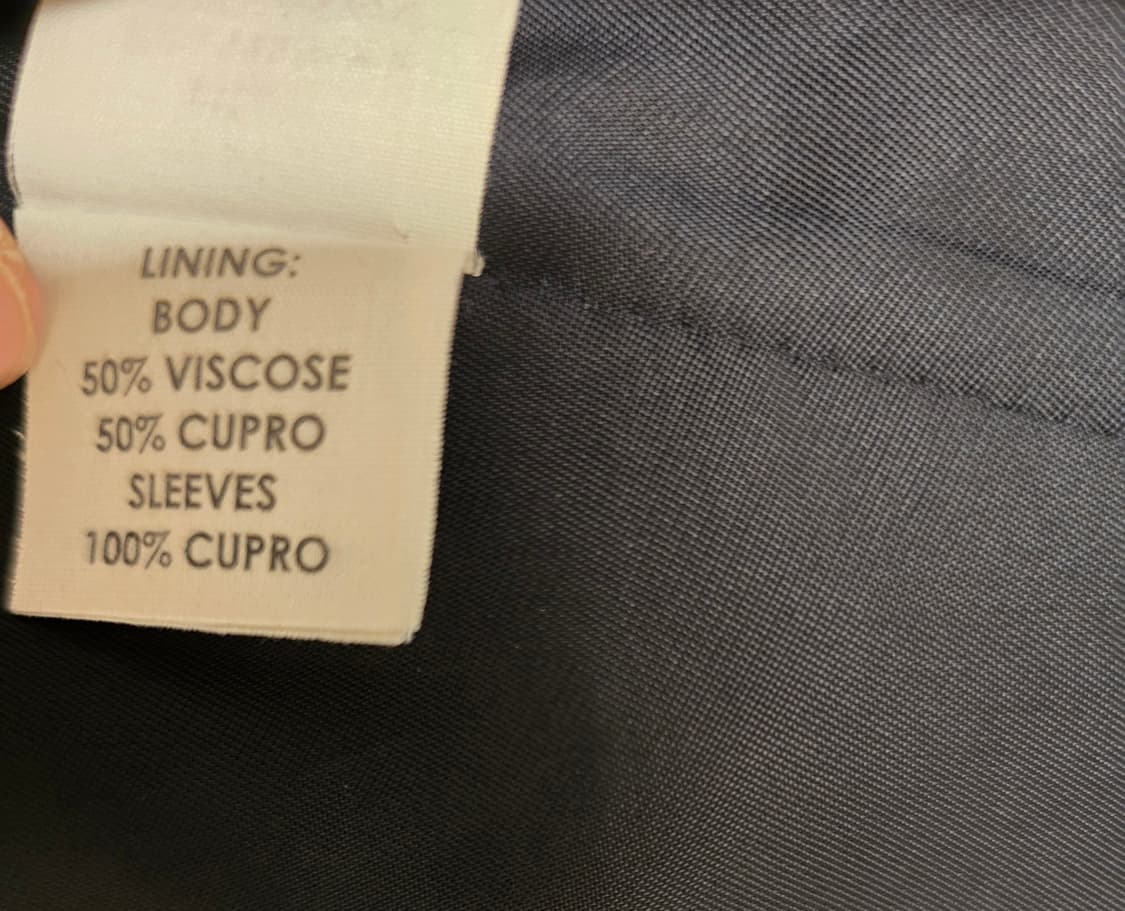 LINING:
BODY
50% VISCOSE
50% CUPRO
SLEEVES
100% CUPRO